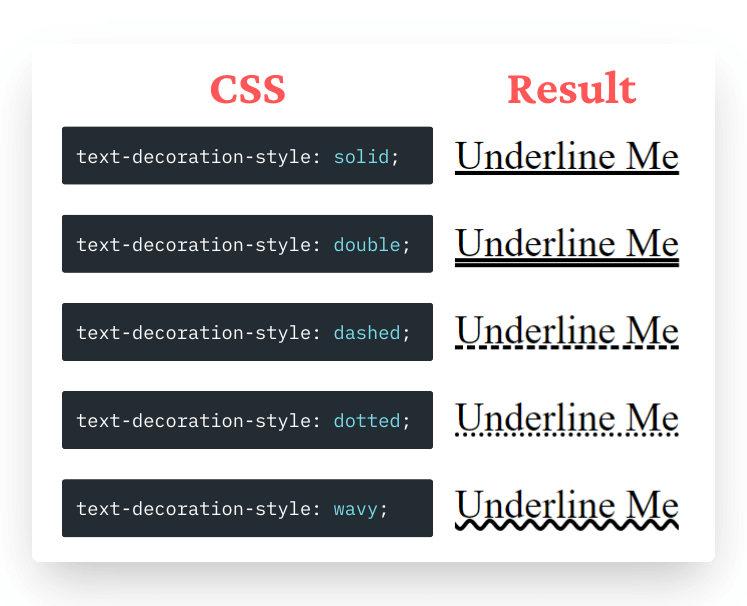 CSS Result
text-decoration-style: solid; Underline Me
text-decoration-style: double; Underline Me
text-decoration-style: dashed; Underline Me
text-decoration-style: dotted; Underline Me
text-decoration-style: wavy; Underline Me